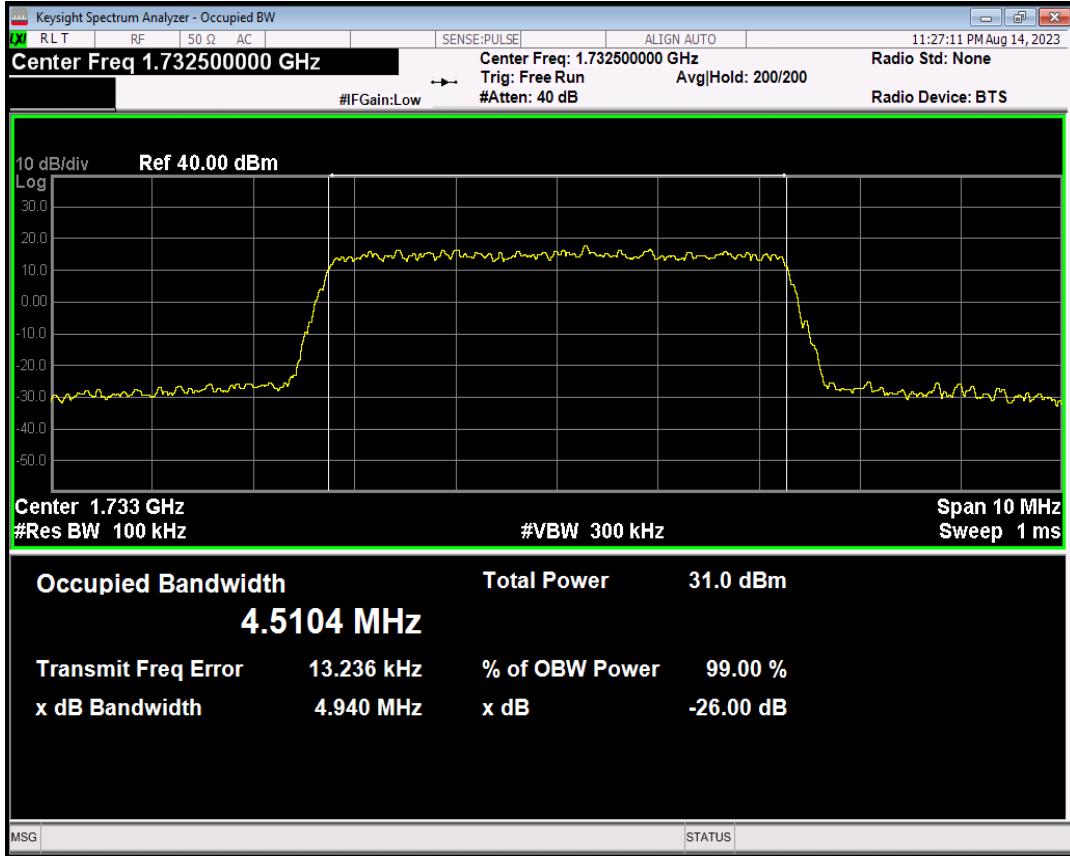 Keysight Spectrum Analyzer - Occupied BW
LXI RLT RF 50 Ω AC SENSE:PULSE ALIGN AUTO 11:27:11 PM Aug 14, 2023
Center Freq 1.732500000 GHz Center Freq: 1.732500000 GHz Radio Std: None
Trig: Free Run Avg|Hold: 200/200
#IFGain:Low #Atten: 40 dB Radio Device: BTS
10 dB/div Ref 40.00 dBm
Log
30.0
20.0
10.0
0.00
-10.0
-20.0
-30.0
-40.0
-50.0
Center 1.733 GHz Span 10 MHz
#Res BW 100 kHz #VBW 300 kHz Sweep 1 ms
Occupied Bandwidth Total Power 31.0 dBm
4.5104 MHz
Transmit Freq Error 13.236 kHz % of OBW Power 99.00 %
x dB Bandwidth 4.940 MHz x dB -26.00 dB
MSG STATUS